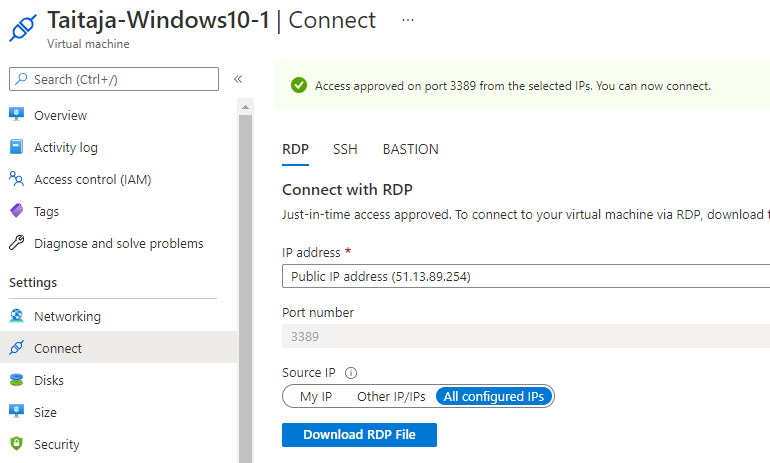 Taitaja-Windows10-1 | Connect ...
Virtual machine
Search (Ctrl+/)
«
Overview
Activity log
Access control (IAM)
Tags
Diagnose and solve problems
Settings
Networking
Connect
Disks
Size
Security
Access approved on port 3389 from the selected IPs. You can now connect.
RDP SSH BASTION
Connect with RDP
Just-in-time access approved. To connect to your virtual machine via RDP, download
IP address *
Public IP address (51.13.89.254)
Port number
3389
Source IP
My IP Other IP/IPs All configured IPs
Download RDP File